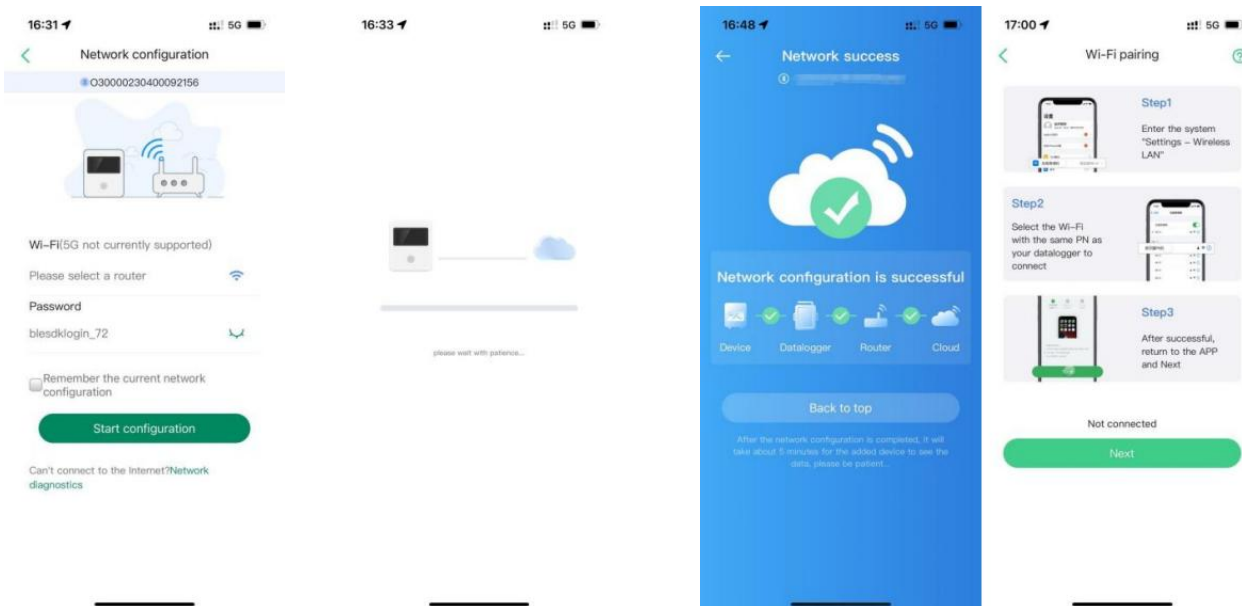 16:31
5G
Network configuration
O30000230400092156
Wi-Fi(5G not currently supported)
Please select a router
Password
blesdklogin_72
Remember the current network
configuration
Start configuration
Can't connect to the Internet?Network
diagnostics
16:33
5G
please wait with patience...
16:48
5G
Network success
Network configuration is successful
Device
Datalogger
Router
Cloud
Back to top
After the network configuration is completed, it will
take about 5 minutes for the added device to see the
data, please be patient...
17:00
5G
Wi-Fi pairing
Step1
Enter the system
"Settings – Wireless
LAN"
Step2
Select the Wi-Fi
with the same PN as
your datalogger to
connect
Step3
After successful,
return to the APP
and Next
Not connected
Next